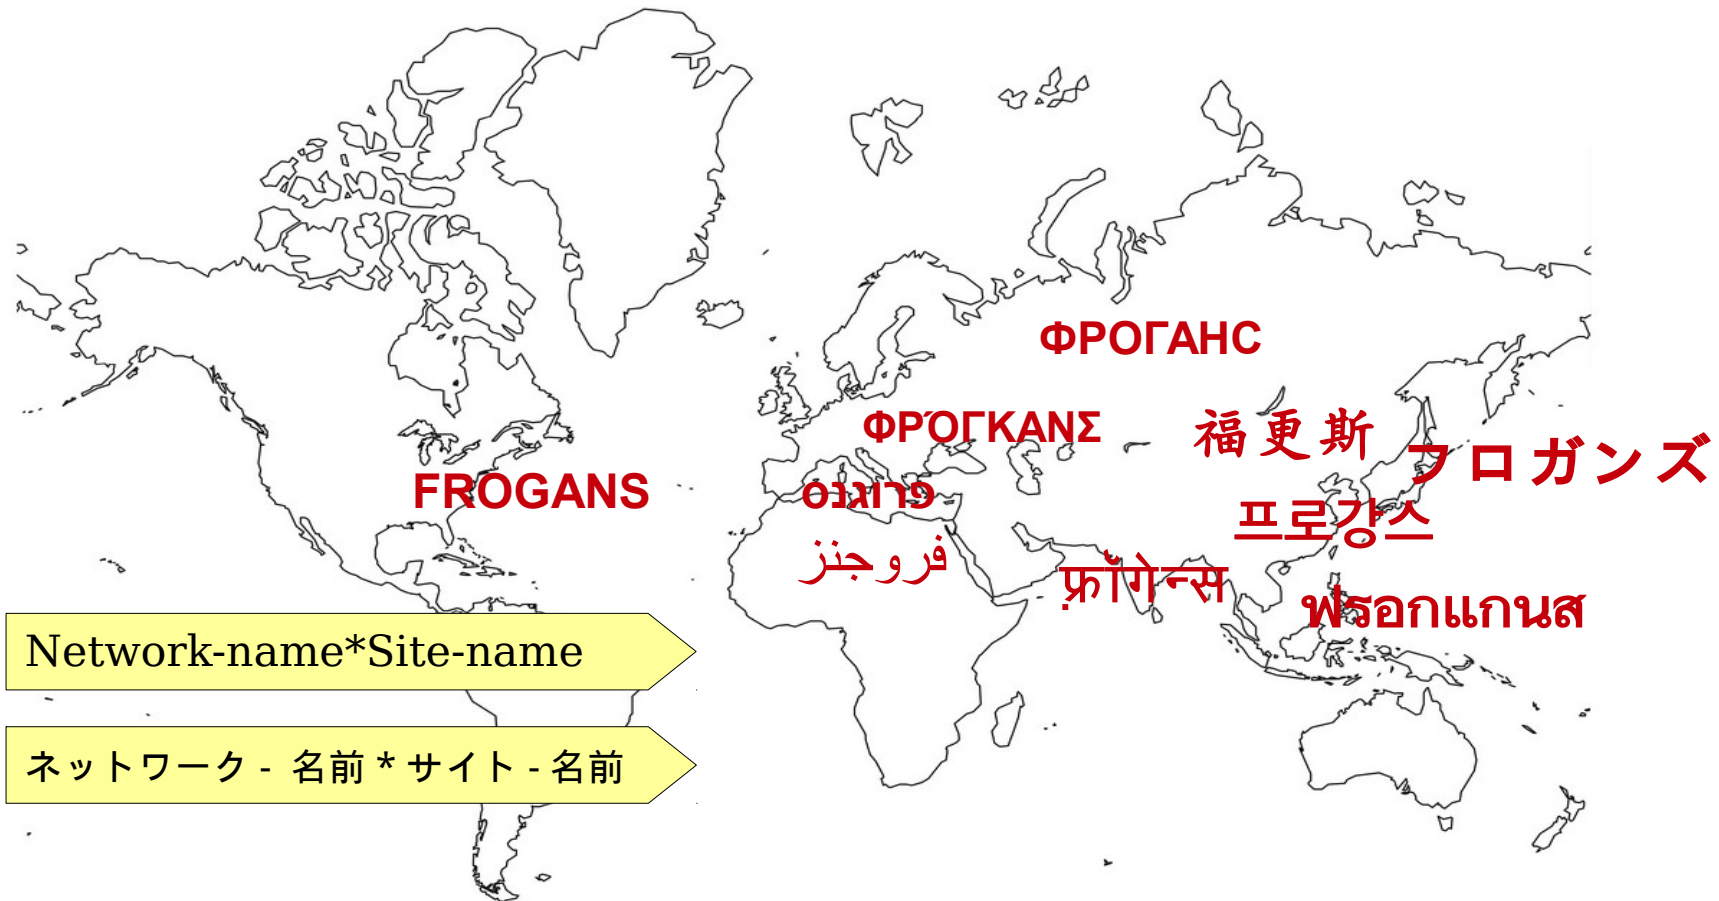 ФРОГАНС
ΦΡΌΓΚΑΝΣ
福更斯
フロガンズ
FROGANS
פרוגנס
프로강스
فروجنز
फ़्रॉगेन्स
ฟรอกแกนส
Network-name*Site-name
ネットワーク - 名前 * サイト - 名前